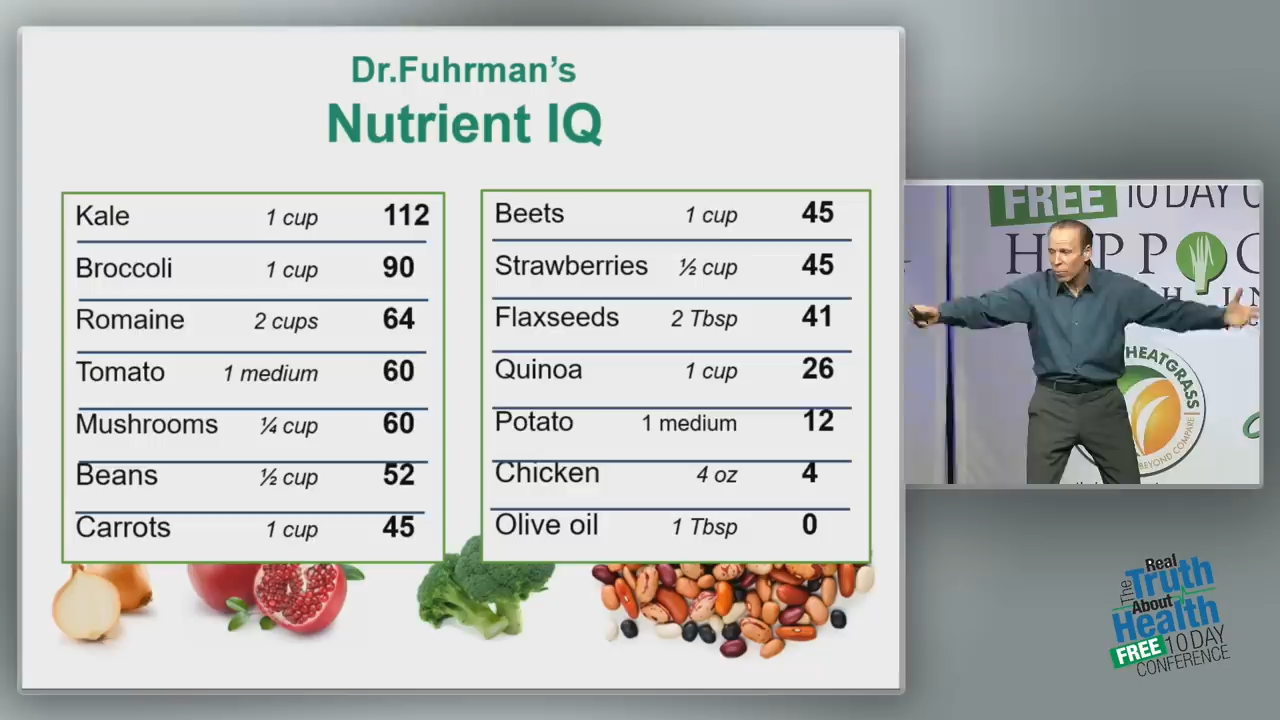 Dr.Fuhrman’s
Nutrient IQ
Kale 1 cup 112
Broccoli 1 cup 90
Romaine 2 cups 64
Tomato 1 medium 60
Mushrooms ¼ cup 60
Beans ½ cup 52
Carrots 1 cup 45
Beets 1 cup 45
Strawberries ½ cup 45
Flaxseeds 2 Tbsp 41
Quinoa 1 cup 26
Potato 1 medium 12
Chicken 4 oz 4
Olive oil 1 Tbsp 0
FREE 10 DAY
HEATGRASS
BEYOND COMPARE
The Real
Truth
About
Health
FREE 10 DAY
CONFERENCE